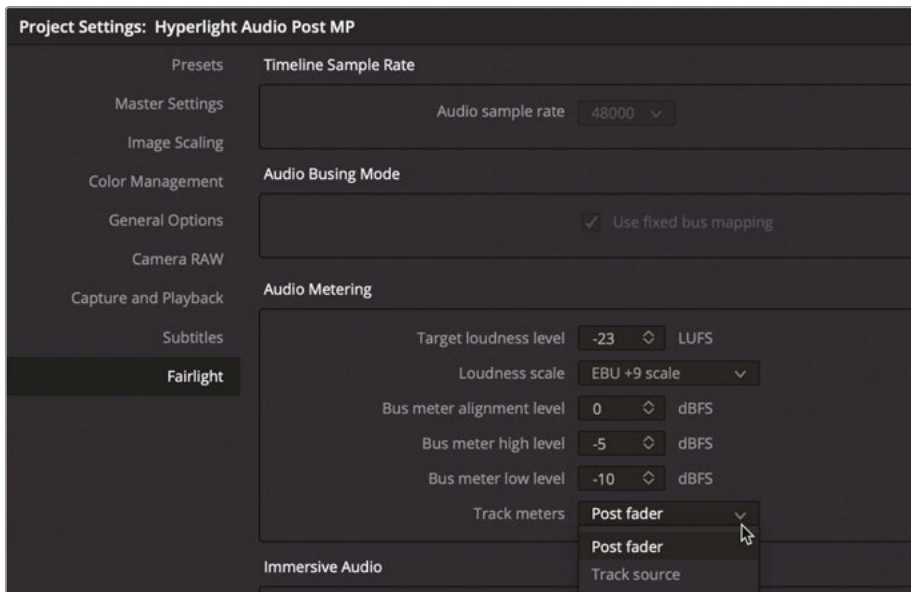 Project Settings: Hyperlight Audio Post MP
Presets
Master Settings
Image Scaling
Color Management
General Options
Camera RAW
Capture and Playback
Subtitles
Fairlight
Timeline Sample Rate
Audio sample rate 48000
Audio Busing Mode
Use fixed bus mapping
Audio Metering
Target loudness level -23 LUFS
Loudness scale EBU +9 scale
Bus meter alignment level 0 dBFS
Bus meter high level -5 dBFS
Bus meter low level -10 dBFS
Track meters Post fader
Post fader
Track source
Immersive Audio